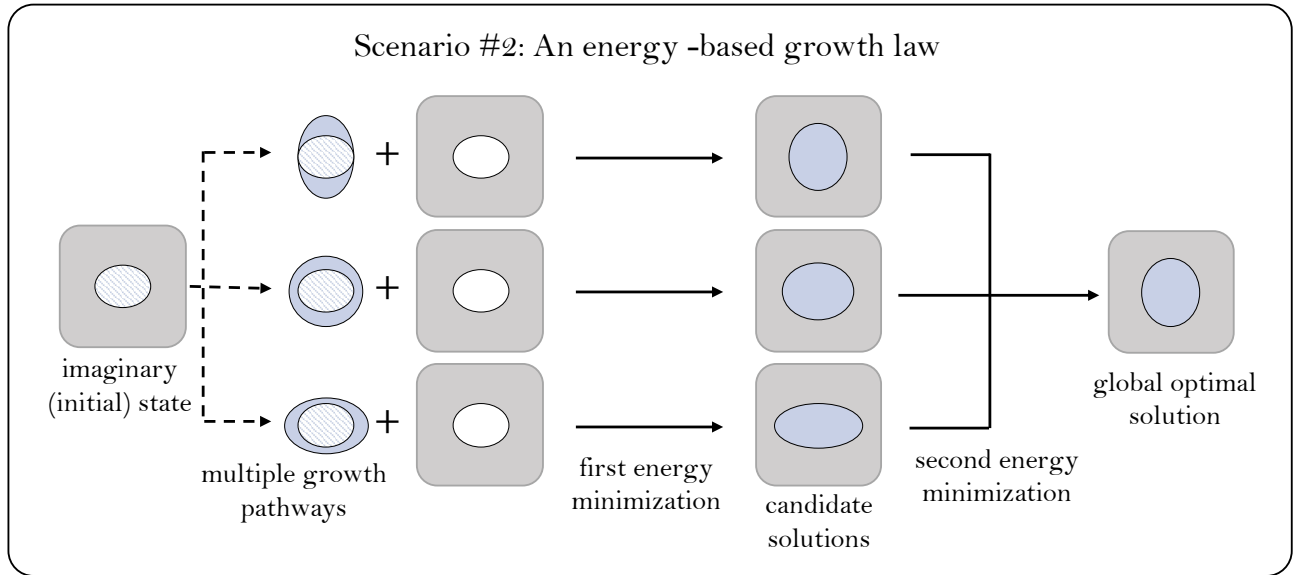 Scenario #2: An energy -based growth law
+
+
+
imaginary
(initial) state
multiple growth
pathways
first energy
minimization
candidate
solutions
second energy
minimization
global optimal
solution